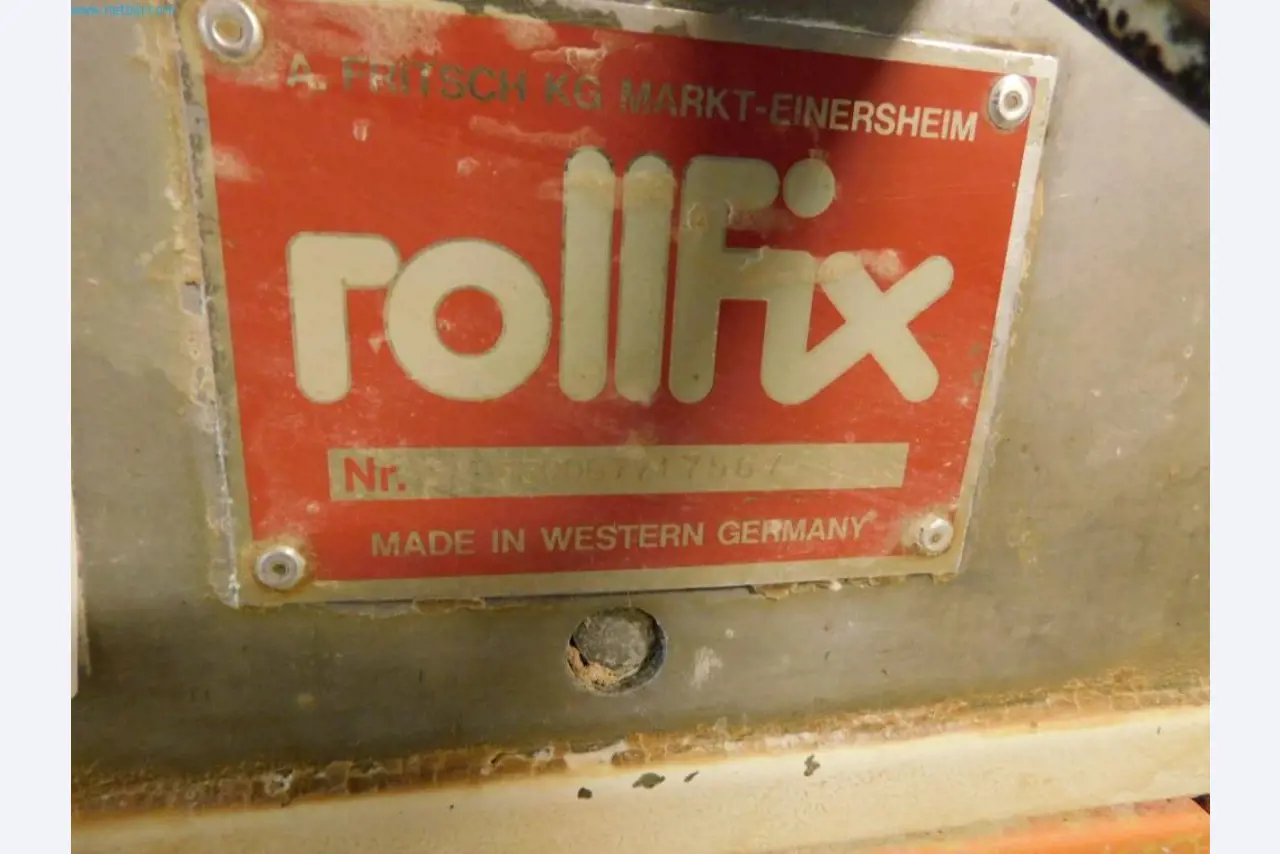 A. FRITSCH KG MARKT-EINERSHEIM
rollfix
Nr.
MADE IN WESTERN GERMANY